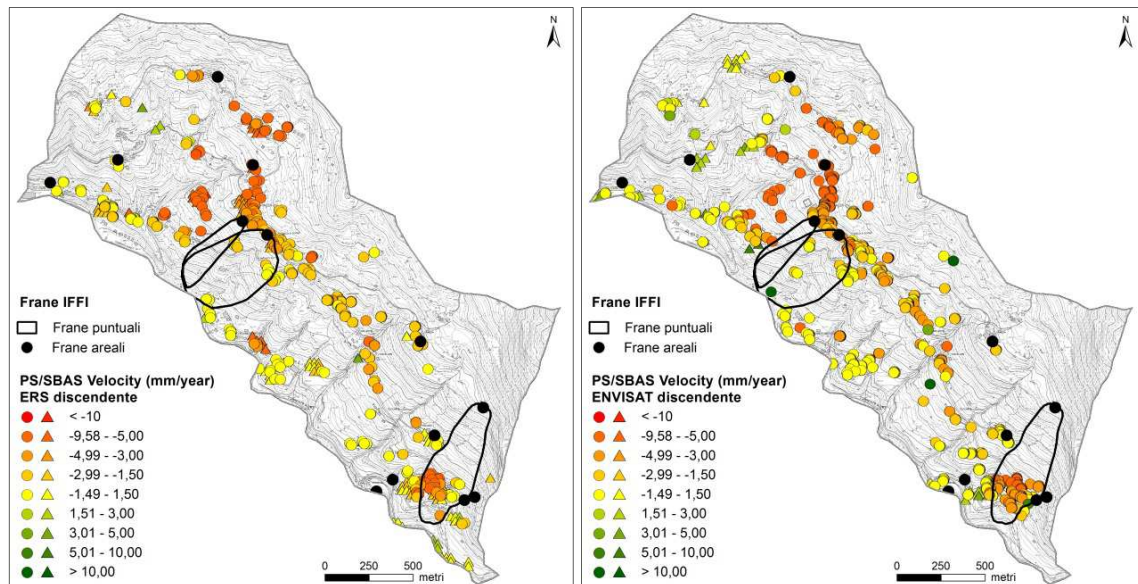 N
Frane IFFI
Frane puntuali
Frane areali
PS/SBAS Velocity (mm/year)
ERS discendente
< -10
-9,58 - -5,00
-4,99 - -3,00
-2,99 - -1,50
-1,49 - 1,50
1,51 - 3,00
3,01 - 5,00
5,01 - 10,00
> 10,00
0 250 500
metri
N
Frane IFFI
Frane puntuali
Frane areali
PS/SBAS Velocity (mm/year)
ENVISAT discendente
< -10
-9,58 - -5,00
-4,99 - -3,00
-2,99 - -1,50
-1,49 - 1,50
1,51 - 3,00
3,01 - 5,00
5,01 - 10,00
> 10,00
0 250 500
metri